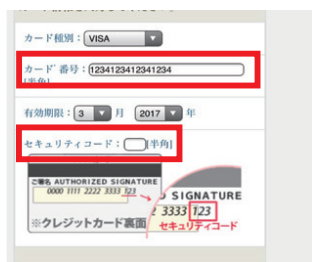 カード種別：VISA
カード 番号：1234123412341234
[半角]
有効期限：3 月 2017 年
セキュリティコード：[半角]
ご署名 AUTHORIZED SIGNATURE
0000 1111 2222 3333 123
※クレジットカード裏面
D SIGNATURE
2 3333 123
セキュリティコード